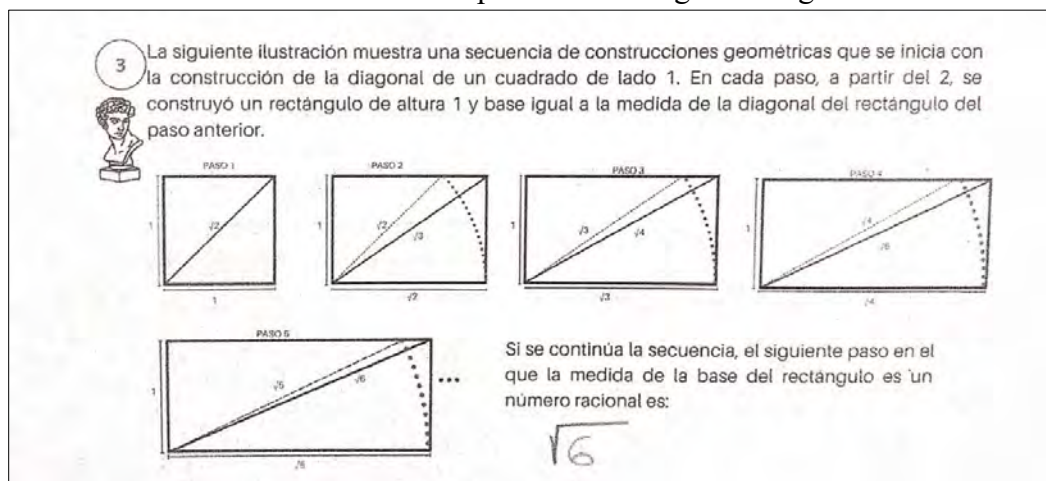 3
La siguiente ilustración muestra una secuencia de construcciones geométricas que se inicia con
la construcción de la diagonal de un cuadrado de lado 1. En cada paso, a partir del 2, se
construyó un rectángulo de altura 1 y base igual a la medida de la diagonal del rectángulo del
paso anterior.
PASO 1
1
√2
1
PASO 2
1
√2
√3
√2
PASO 3
1
√3
√4
√3
PASO 4
1
√4
√5
√4
PASO 5
1
√5
√6
√5
...
Si se continúa la secuencia, el siguiente paso en el
que la medida de la base del rectángulo es un
número racional es:
√6